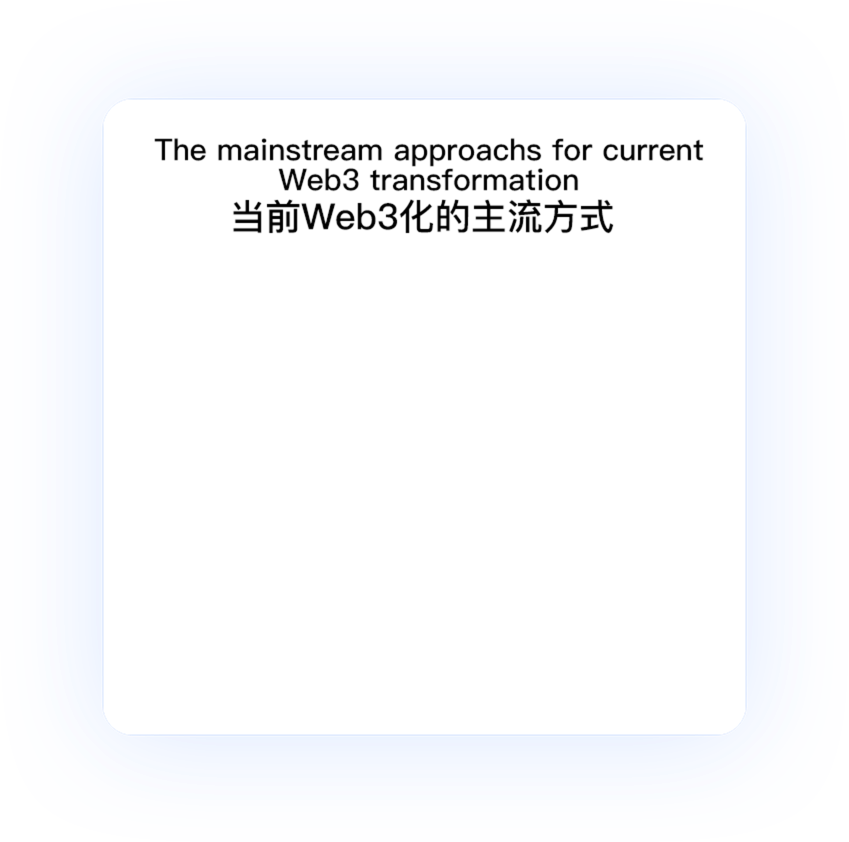 The mainstream approachs for current
Web3 transformation
当前Web3化的主流方式